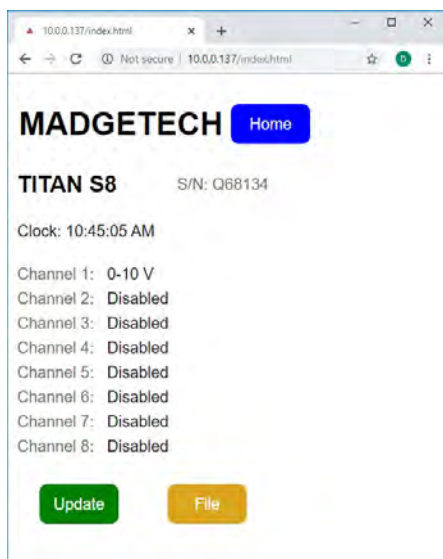 10.0.0.137/index.html
Not secure | 10.0.0.137/index.html
D
MADGETECH Home
TITAN S8 S/N: Q68134
Clock: 10:45:05 AM
Channel 1: 0-10 V
Channel 2: Disabled
Channel 3: Disabled
Channel 4: Disabled
Channel 5: Disabled
Channel 6: Disabled
Channel 7: Disabled
Channel 8: Disabled
Update File